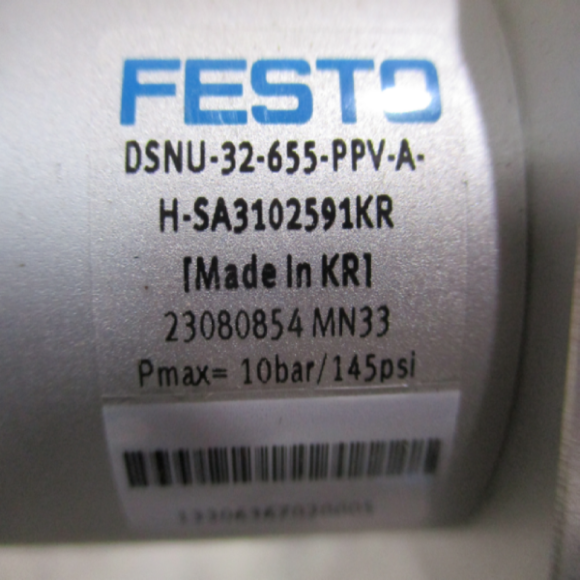 FESTO
DSNU-32-655-PPV-A-
H-SA3102591KR
[Made in KR]
23080854 MN33
Pmax= 10bar/145psi